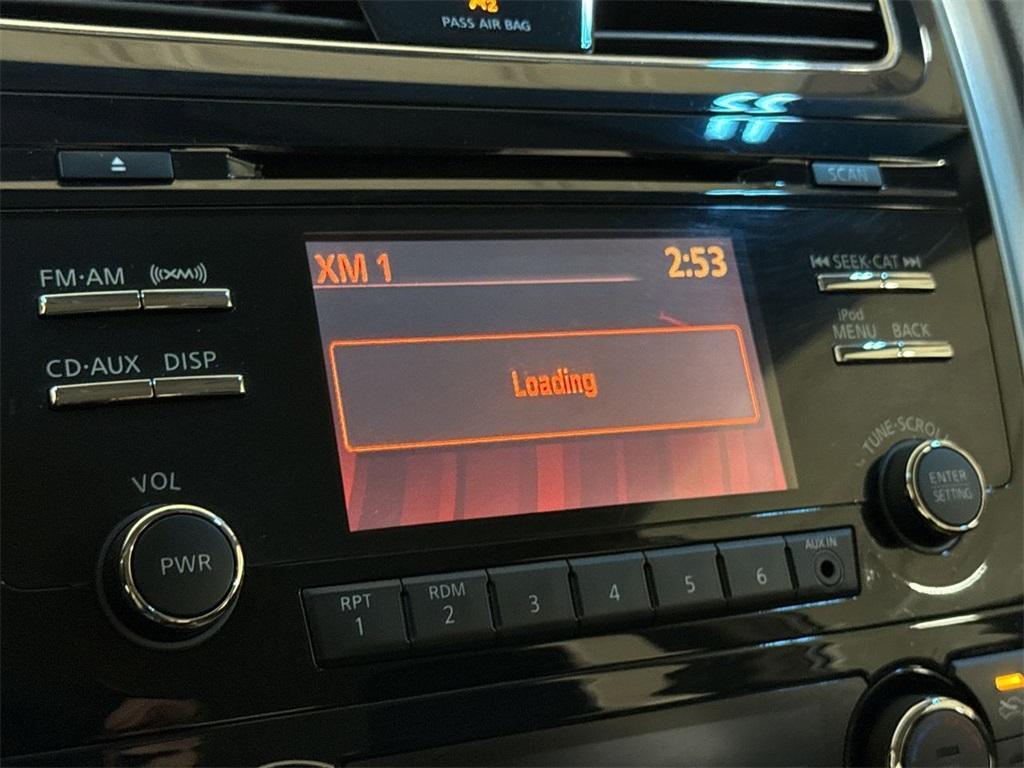 PASS AIR BAG
SCAN
FM·AM
((XM))
XM 1
2:53
SEEK·CAT
iPod
MENU
BACK
CD·AUX
DISP
Loading
TUNE·SCROLL
ENTER
SETTING
VOL
PWR
RPT
1
RDM
2
3
4
5
6
AUX IN